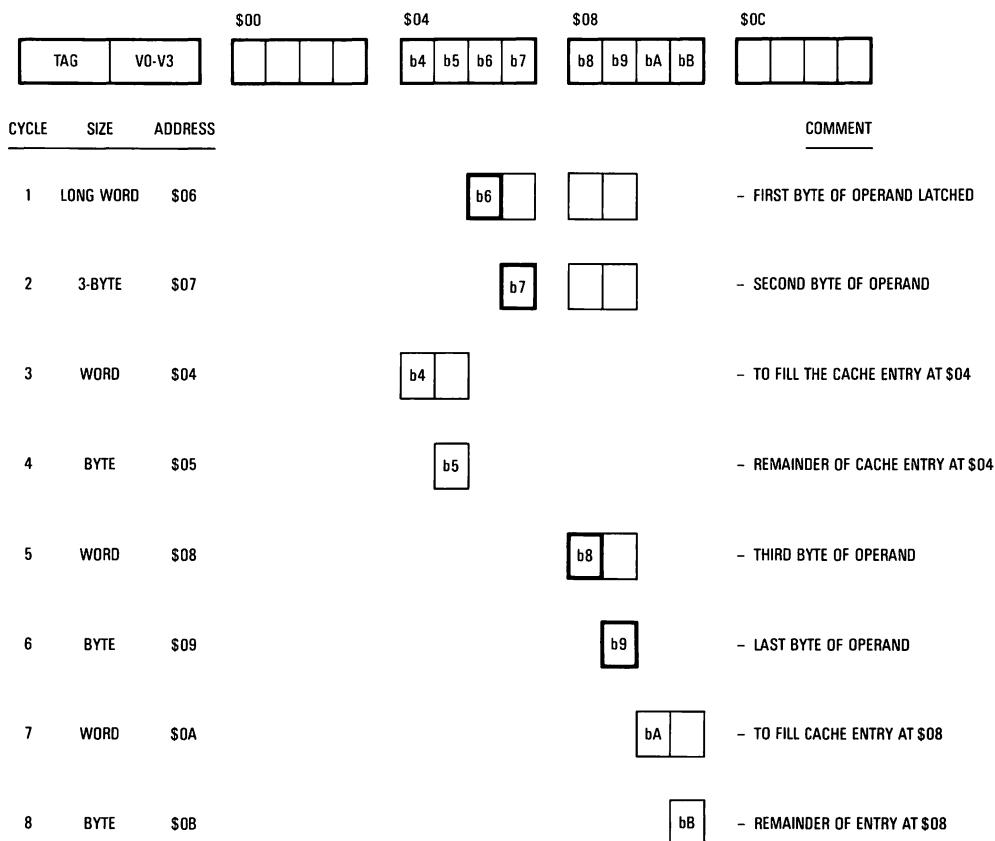 $00 $04 $08 $0C
TAG V0-V3 b4 b5 b6 b7 b8 b9 bA bB
CYCLE SIZE ADDRESS COMMENT
1 LONG WORD $06 b6 – FIRST BYTE OF OPERAND LATCHED
2 3-BYTE $07 b7 – SECOND BYTE OF OPERAND
3 WORD $04 b4 – TO FILL THE CACHE ENTRY AT $04
4 BYTE $05 b5 – REMAINDER OF CACHE ENTRY AT $04
5 WORD $08 b8 – THIRD BYTE OF OPERAND
6 BYTE $09 b9 – LAST BYTE OF OPERAND
7 WORD $0A bA – TO FILL CACHE ENTRY AT $08
8 BYTE $0B bB – REMAINDER OF ENTRY AT $08